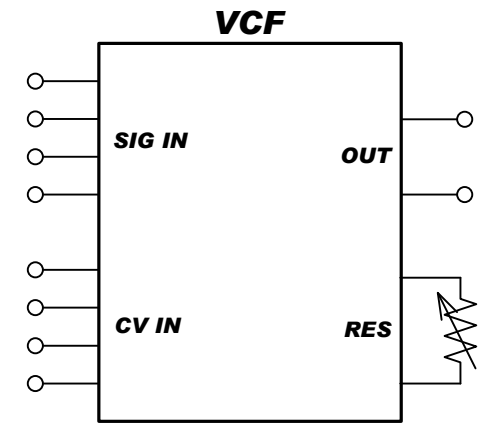 VCF
SIG IN
OUT
CV IN
RES